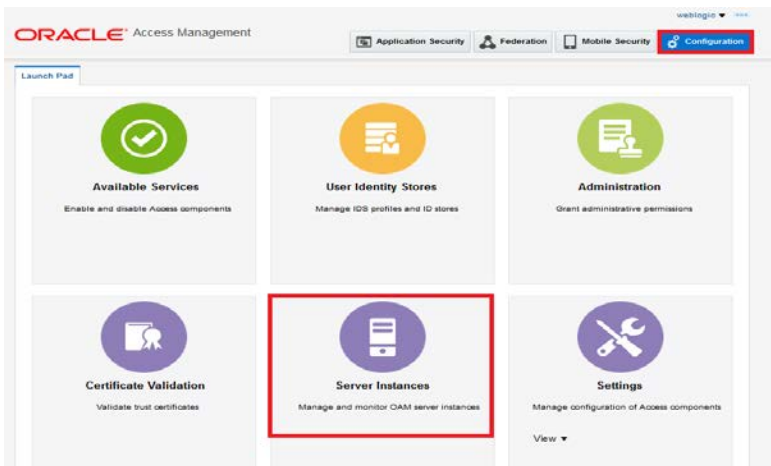 weblogic
ORACLE Access Management
Application Security
Federation
Mobile Security
Configuration
Launch Pad
Available Services
Enable and disable Access components
User Identity Stores
Manage IDS profiles and ID stores
Administration
Grant administrative permissions
Certificate Validation
Validate trust certificates
Server Instances
Manage and monitor OAM server instances
Settings
Manage configuration of Access components
View